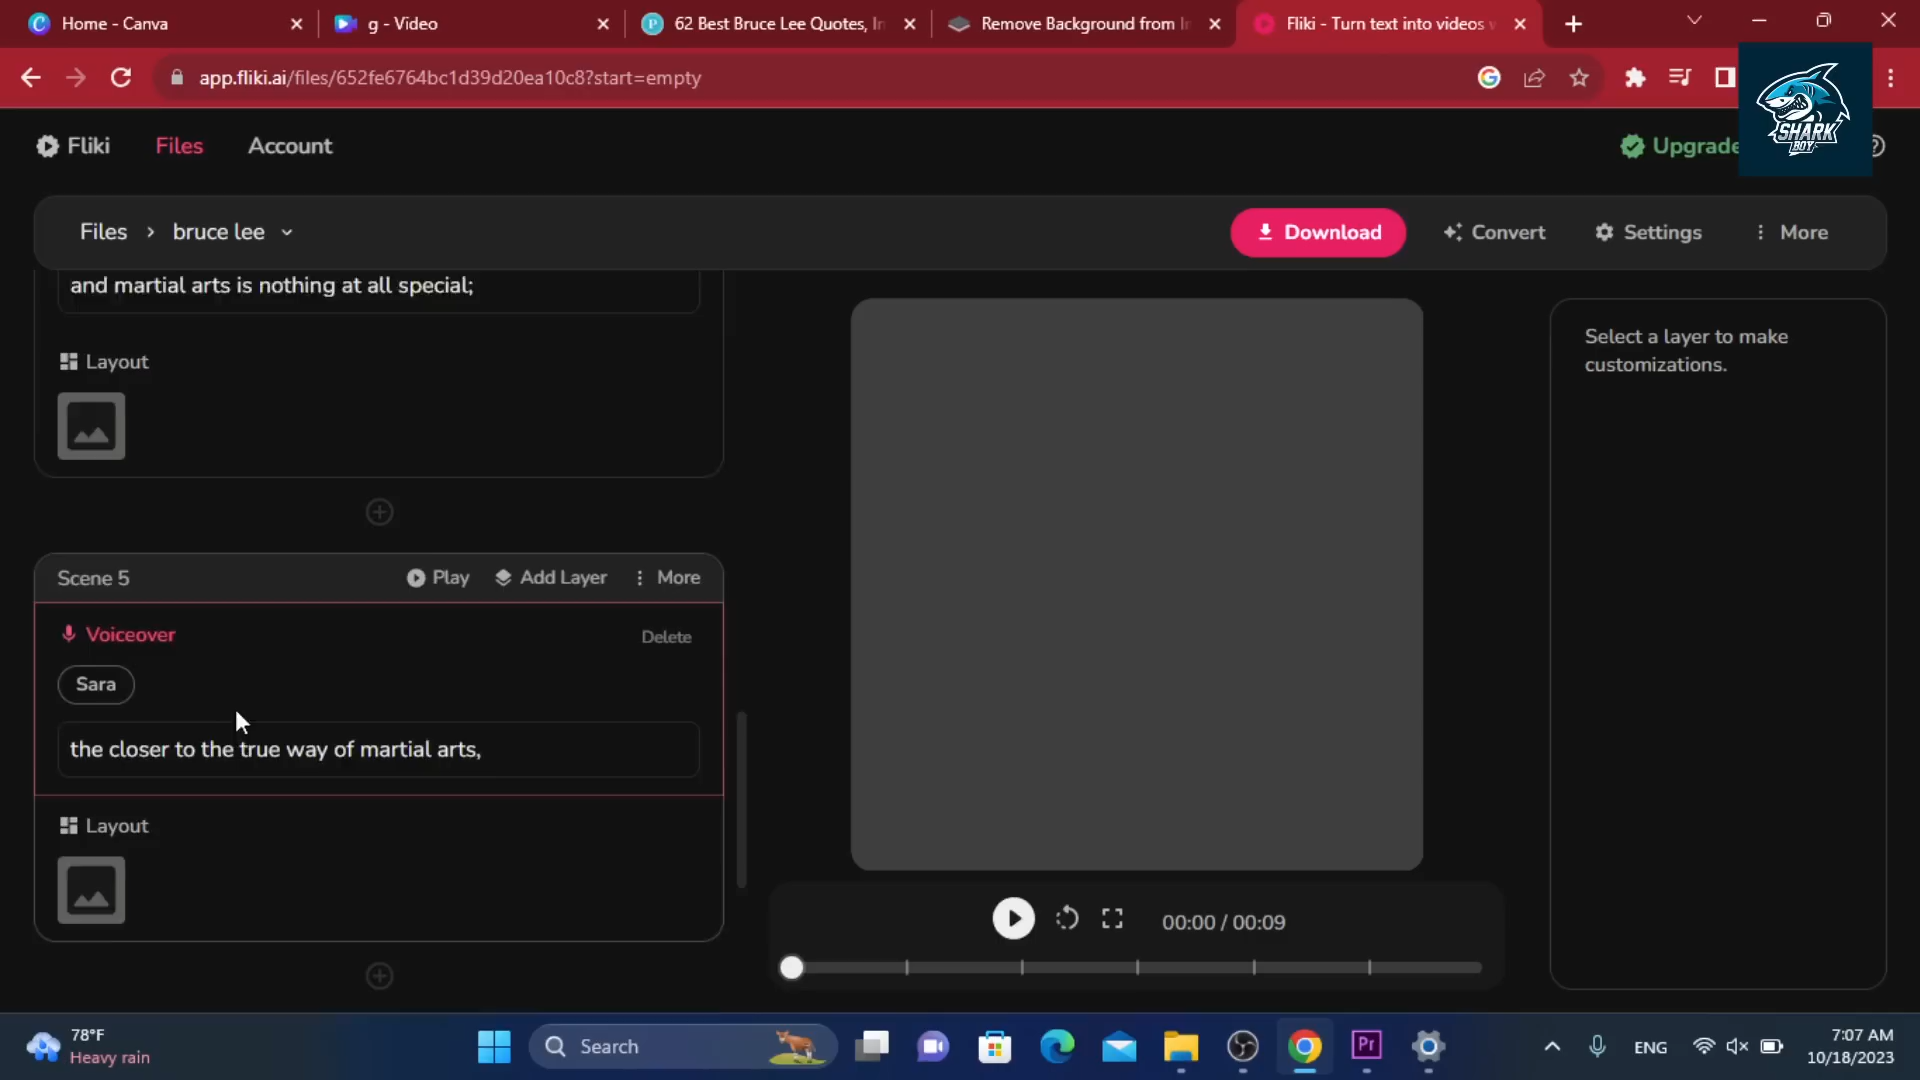 Home - Canva
g - Video
62 Best Bruce Lee Quotes, In
Remove Background from I
Fliki - Turn text into videos
app.fliki.ai/files/652fe6764bc1d39d20ea10c8?start=empty
SHARK
BOY
Fliki
Files
Account
Upgrade
Files > bruce lee
Download
Convert
Settings
More
and martial arts is nothing at all special;
Layout
Select a layer to make
customizations.
Scene 5
Play
Add Layer
More
Voiceover
Delete
Sara
the closer to the true way of martial arts,
Layout
00:00 / 00:09
78°F
Heavy rain
Search
Pr
ENG
7:07 AM
10/18/2023